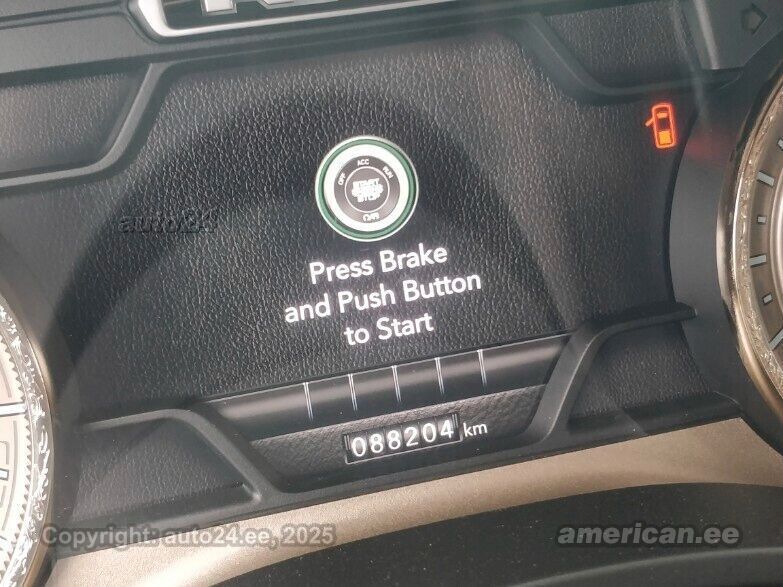 ACC
OFF
RUN
START
STOP
auto24
Press Brake
and Push Button
to Start
088204 km
Copyright: auto24.ee, 2025
american.ee